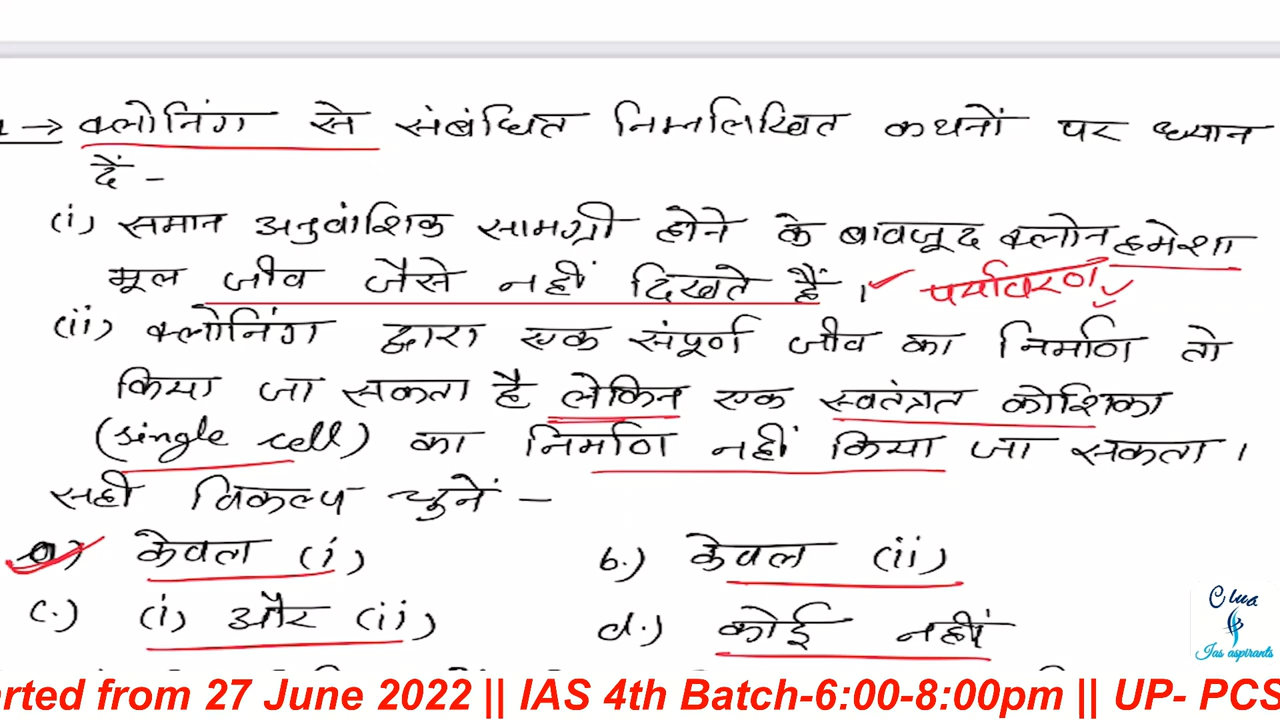 → क्लोनिंग से संबंधित निम्नलिखित कथनों पर ध्यान
दें -
(i) समान अनुवांशिक सामग्री होने के बावजूद क्लोन हमेशा
मूल जीव जैसे नहीं दिखते हैं। ✓ पर्यावरण ✓
(ii) क्लोनिंग द्वारा एक संपूर्ण जीव का निर्माण तो
किया जा सकता है लेकिन एक स्वतंत्रत कोशिका
(single cell) का निर्माण नहीं किया जा सकता।
सही विकल्प चुनें -
a) केवल (i)
b.) केवल (ii)
c.) (i) और (ii)
d.) कोई नहीं
Clue
Ias aspirants
rted from 27 June 2022 || IAS 4th Batch-6:00-8:00pm || UP- PCS